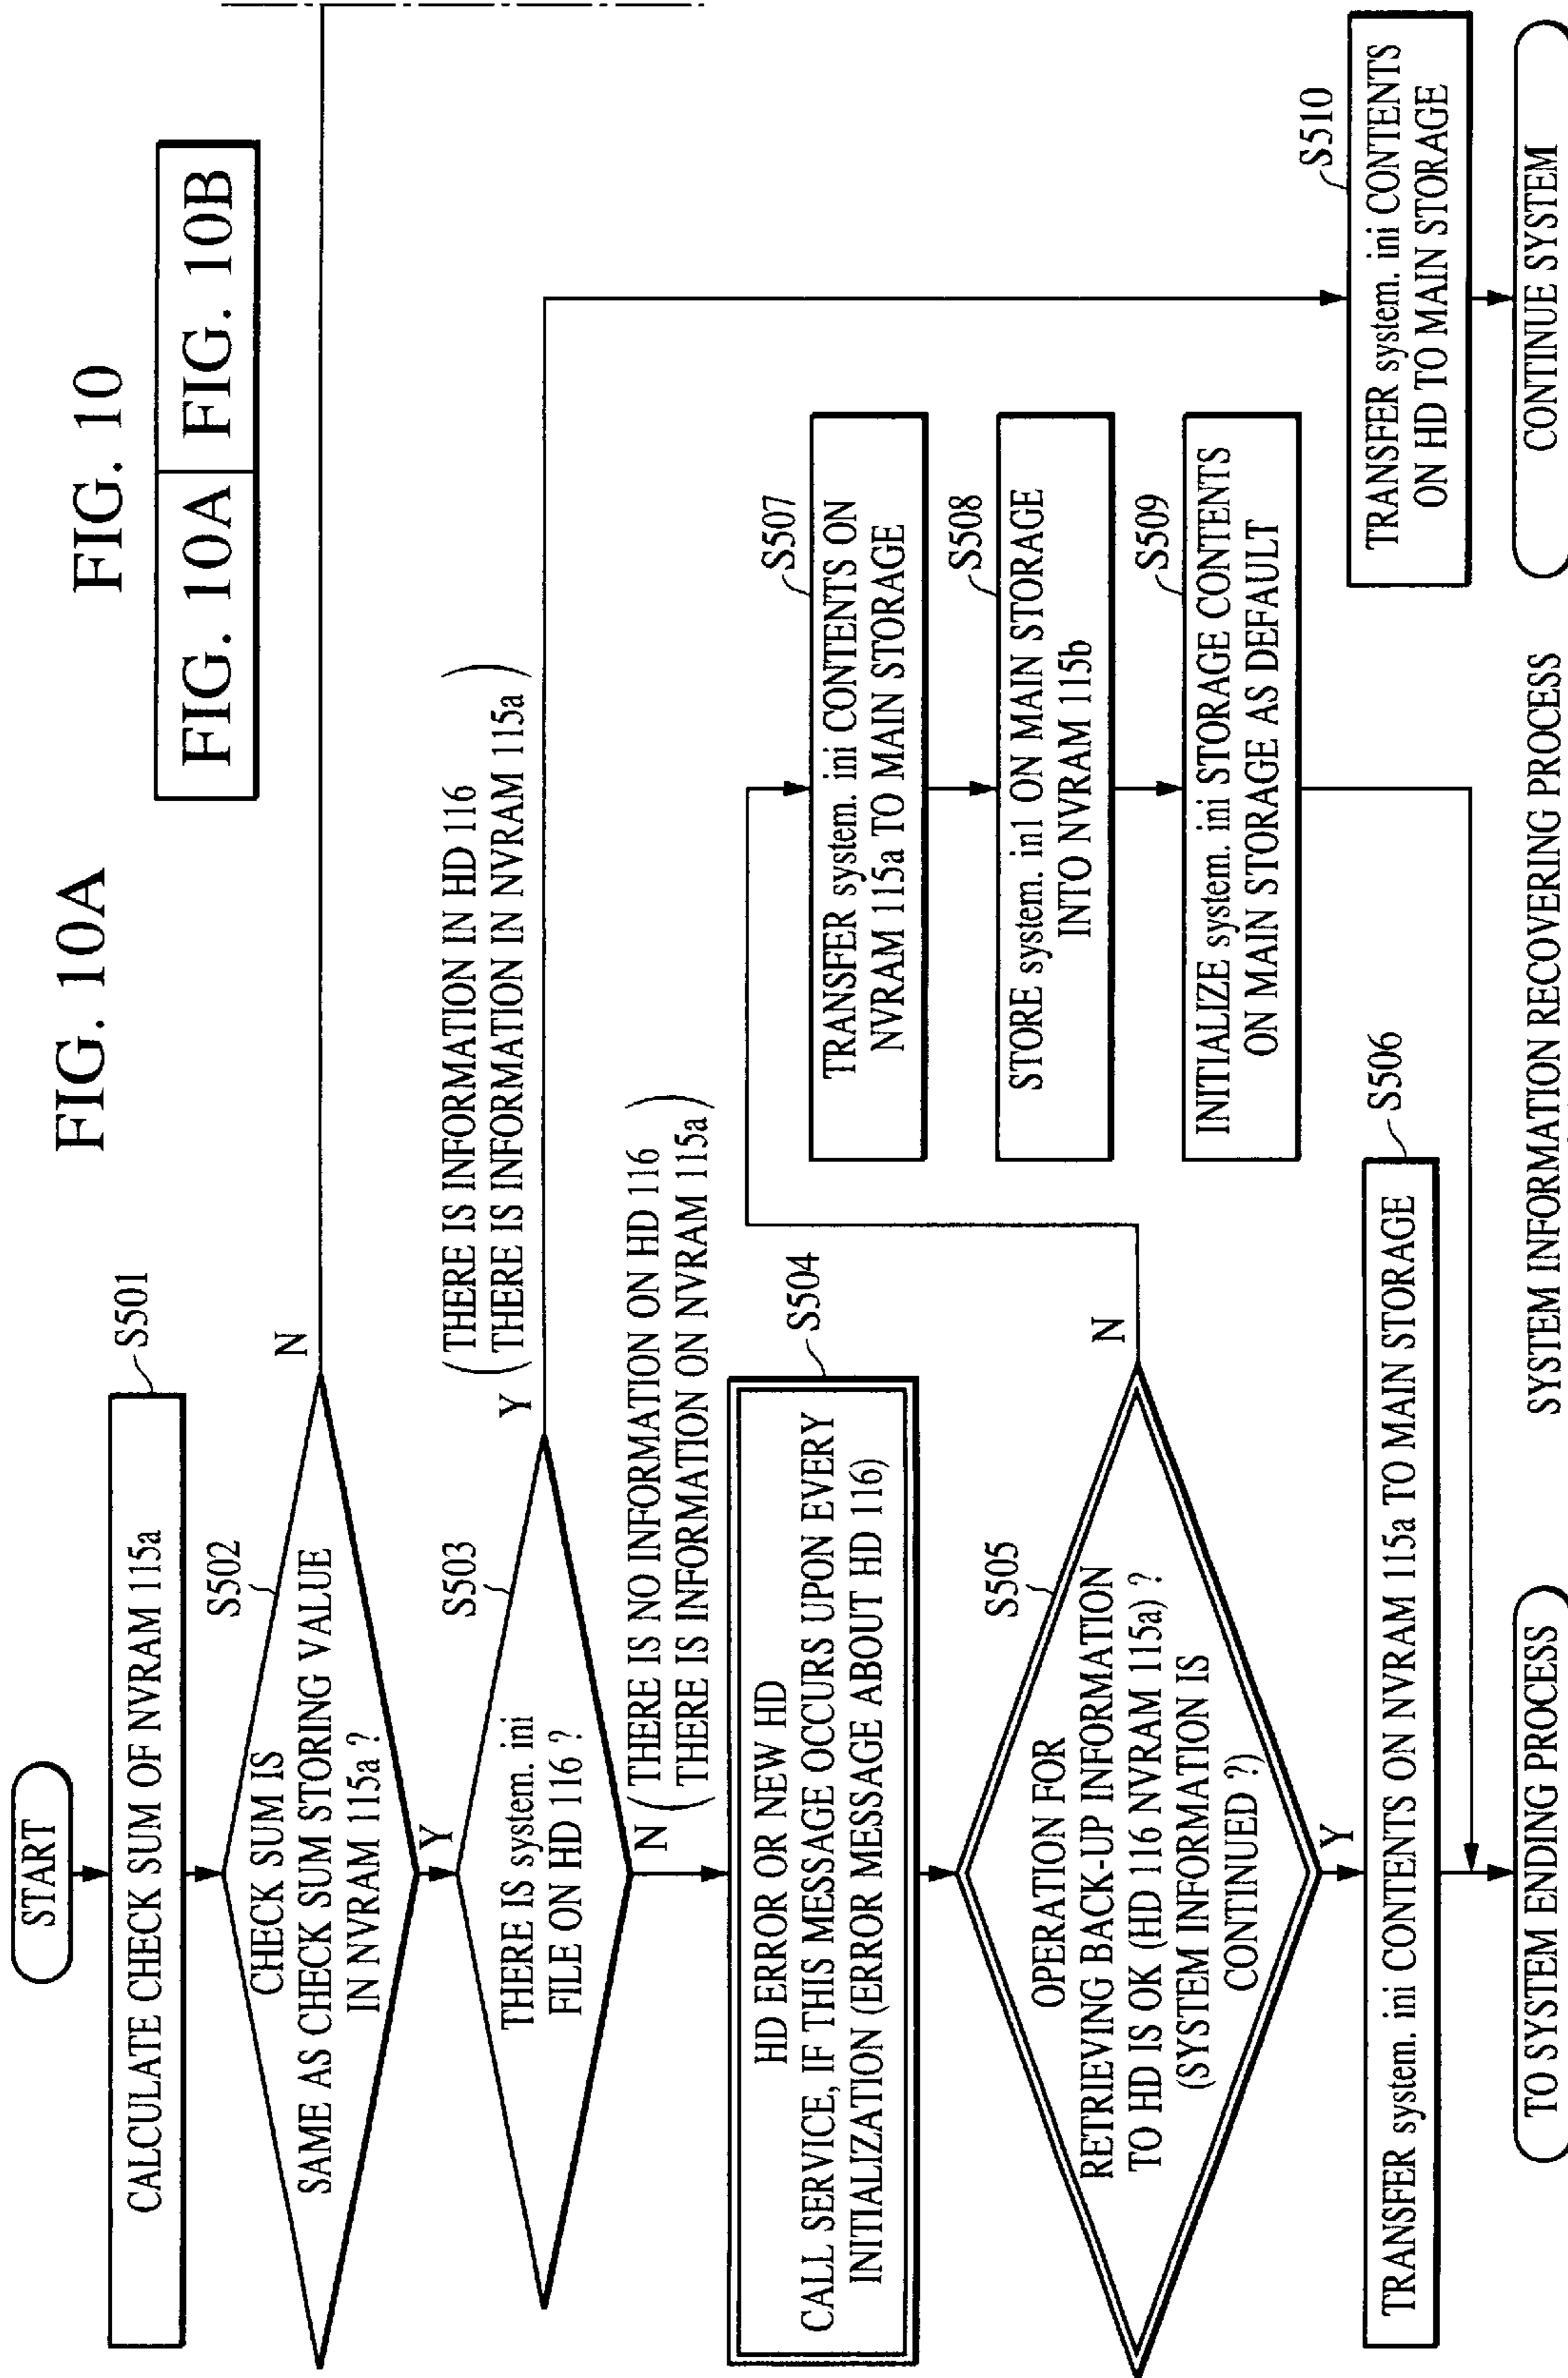 FIG. 10A
FIG. 10
FIG. 10A
FIG. 10B
START
CALCULATE CHECK SUM OF NVRAM 115a
S501
CHECK SUM IS
SAME AS CHECK SUM STORING VALUE
IN NVRAM 115a ?
S502
N
Y
THERE IS system. ini
FILE ON HD 116 ?
S503
Y
(THERE IS INFORMATION IN HD 116)
(THERE IS INFORMATION IN NVRAM 115a)
N
(THERE IS NO INFORMATION ON HD 116)
(THERE IS INFORMATION ON NVRAM 115a)
HD ERROR OR NEW HD
CALL SERVICE, IF THIS MESSAGE OCCURS UPON EVERY
INITIALIZATION (ERROR MESSAGE ABOUT HD 116)
S504
OPERATION FOR
RETRIEVING BACK-UP INFORMATION
TO HD IS OK (HD 116 NVRAM 115a) ?
(SYSTEM INFORMATION IS
CONTINUED ?)
S505
N
Y
TRANSFER system. ini CONTENTS ON NVRAM 115a TO MAIN STORAGE
S506
TRANSFER system. ini CONTENTS ON
NVRAM 115a TO MAIN STORAGE
S507
STORE system. in1 ON MAIN STORAGE
INTO NVRAM 115b
S508
INITIALIZE system. ini STORAGE CONTENTS
ON MAIN STORAGE AS DEFAULT
S509
TRANSFER system. ini CONTENTS
ON HD TO MAIN STORAGE
S510
TO SYSTEM ENDING PROCESS
SYSTEM INFORMATION RECOVERING PROCESS
CONTINUE SYSTEM